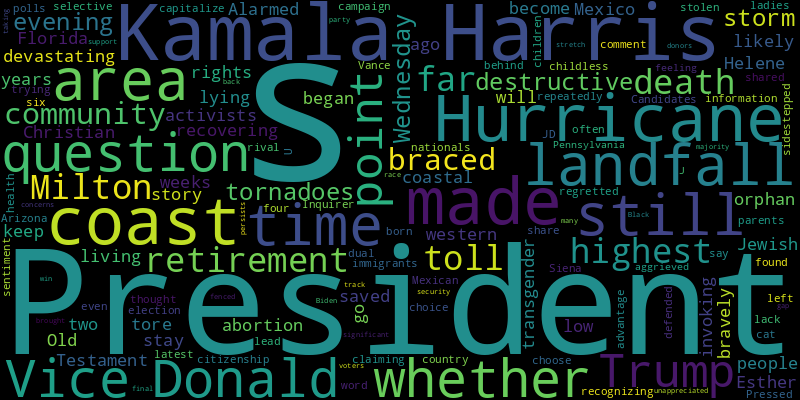 polls selective capitalize Alarmed campaign become Mexico stolen ladies
taking evening Kamala Harris storm
Florida party comment likely
devastating support ago stretch donors behind childless feeling Helene
years area rights began Vance Wednesday children far destructive death shared
trying back will repeatedly Candidates information
six lying point Hurricane sidestepped
community activists JD often
Christian recovering S Pennsylvania
question rival U nationals majority
health weeks braced landfall J
Milton story tornadoes race coastal regretted
Arizona concerns coast persists four Inquirer made still many Black orphan
keep time born western share parents
sentiment living retirement dual toll transgender highest say Jewish
immigrants Siena aggrieved found
win thought President Mexican track security low advantage defended invoking bravely left
even saved go choice lack gap
two election Biden fenced
Old tore abortion significant cat
brought stay lead
Testament latest citizenship claiming country choose people
Vice Donald voters whether Trump Esther
final word recognizing unappreciated Pressed